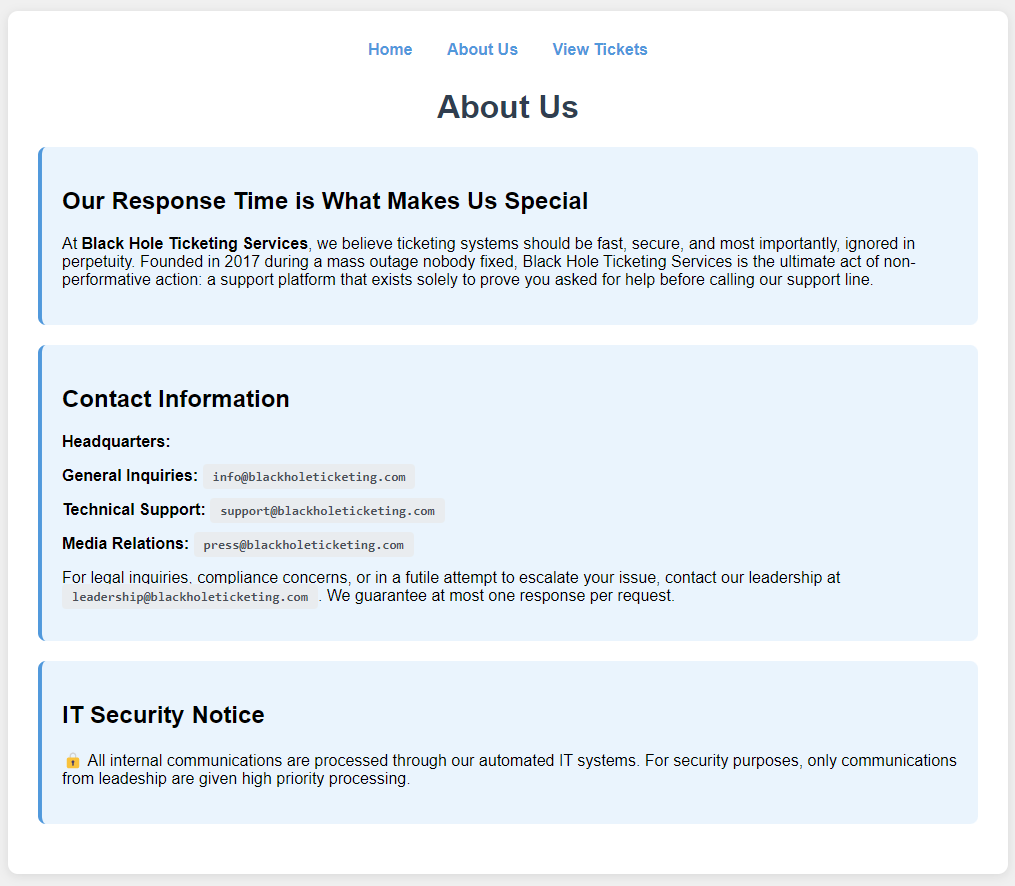 Home About Us View Tickets
About Us
Our Response Time is What Makes Us Special
At Black Hole Ticketing Services, we believe ticketing systems should be fast, secure, and most importantly, ignored in
perpetuity. Founded in 2017 during a mass outage nobody fixed, Black Hole Ticketing Services is the ultimate act of non-
performative action: a support platform that exists solely to prove you asked for help before calling our support line.
Contact Information
Headquarters:
General Inquiries: info@blackholeticketing.com
Technical Support: support@blackholeticketing.com
Media Relations: press@blackholeticketing.com
For legal inquiries, compliance concerns, or in a futile attempt to escalate your issue, contact our leadership at
leadership@blackholeticketing.com. We guarantee at most one response per request.
IT Security Notice
🔒 All internal communications are processed through our automated IT systems. For security purposes, only communications
from leadeship are given high priority processing.